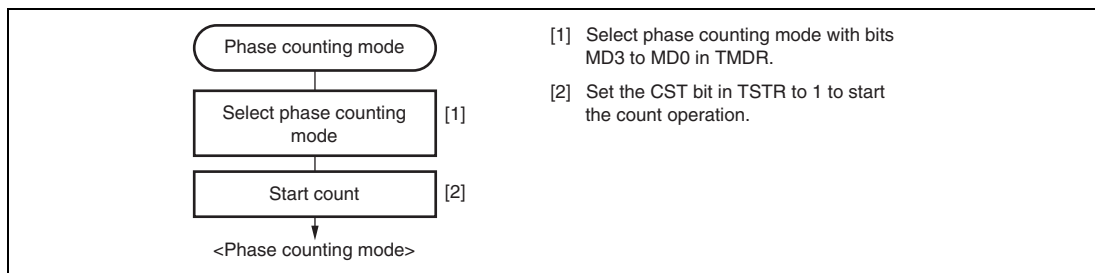 Phase counting mode
Select phase counting
mode
[1]
Start count
[2]
<Phase counting mode>
[1] Select phase counting mode with bits
MD3 to MD0 in TMDR.
[2] Set the CST bit in TSTR to 1 to start
the count operation.